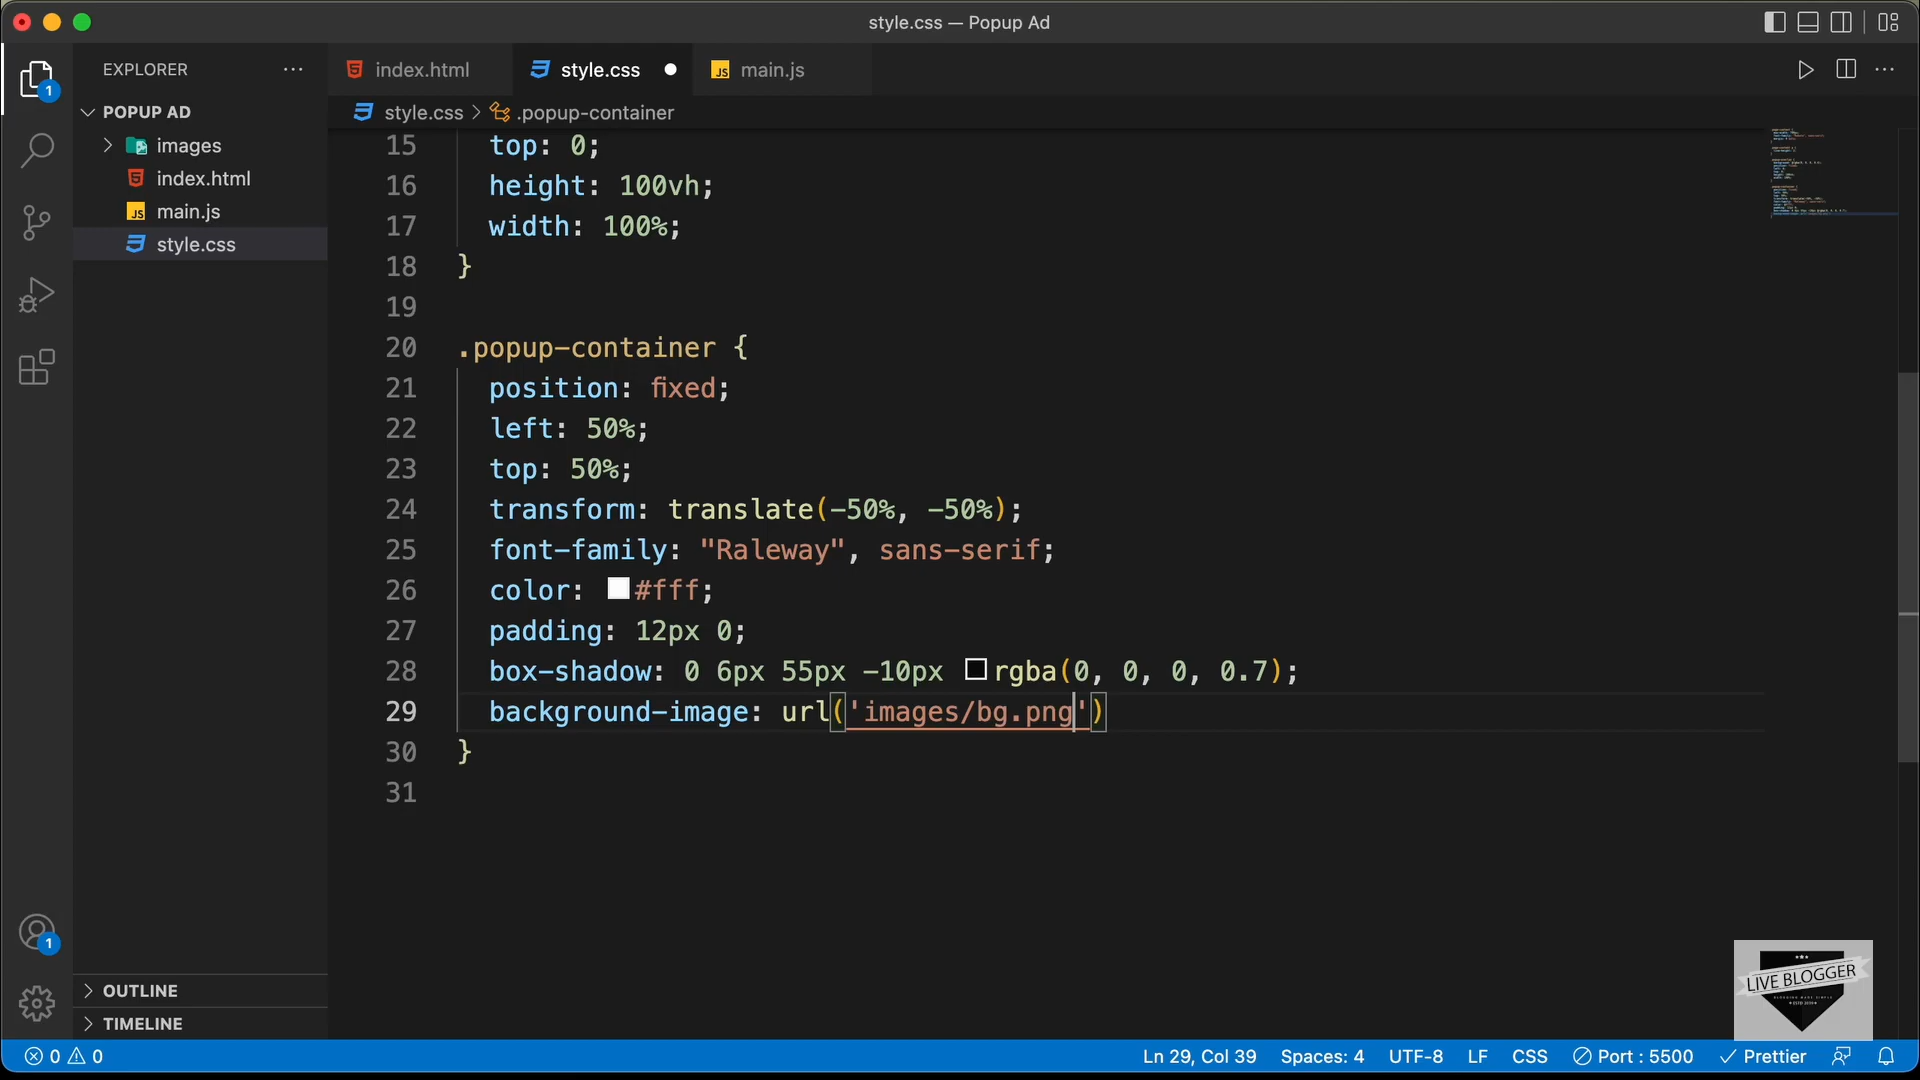 style.css — Popup Ad
EXPLORER
index.html
style.css
main.js
1
POPUP AD
style.css > .popup-container
images
index.html
main.js
style.css
15 top: 0;
16 height: 100vh;
17 width: 100%;
18 }
19
20 .popup-container {
21 position: fixed;
22 left: 50%;
23 top: 50%;
24 transform: translate(-50%, -50%);
25 font-family: "Raleway", sans-serif;
26 color: #fff;
27 padding: 12px 0;
28 box-shadow: 0 6px 55px -10px rgba(0, 0, 0, 0.7);
29 background-image: url('images/bg.png')
30 }
31
1
OUTLINE
TIMELINE
LIVE BLOGGER
0 0
Ln 29, Col 39 Spaces: 4 UTF-8 LF CSS Port : 5500 Prettier